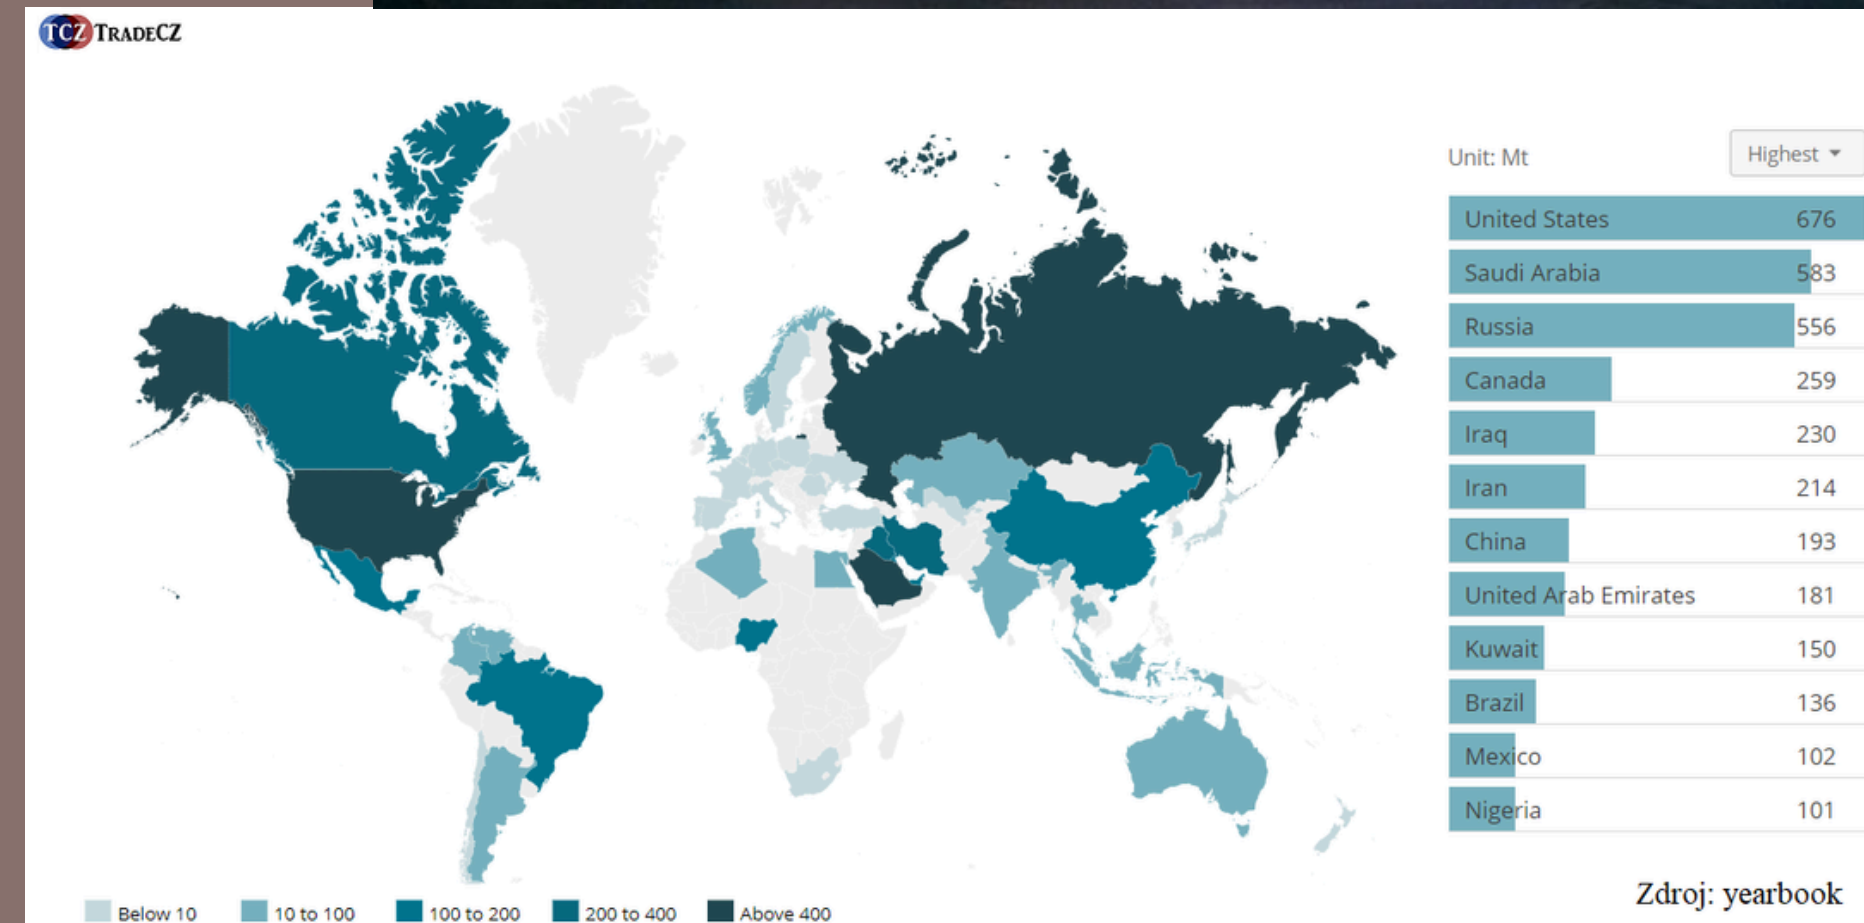 TCZ TRADECZ
Unit: Mt
Highest
United States 676
Saudi Arabia 583
Russia 556
Canada 259
Iraq 230
Iran 214
China 193
United Arab Emirates 181
Kuwait 150
Brazil 136
Mexico 102
Nigeria 101
Zdroj: yearbook
Below 10 10 to 100 100 to 200 200 to 400 Above 400